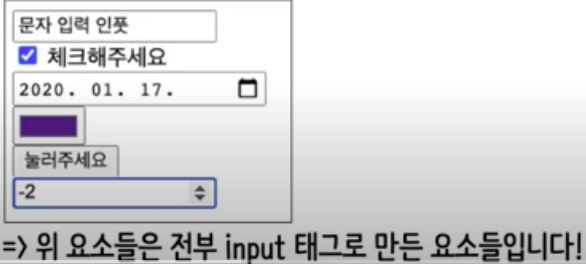 문자 입력 인풋
체크해주세요
2020. 01. 17.
눌러주세요
-2
=> 위 요소들은 전부 input 태그로 만든 요소들입니다!